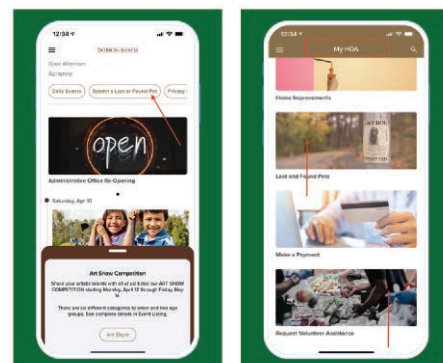 12:34
Good Afternoon
Daily Events
Submit a Lost or Found Pet
Privacy
open
Administrative Office Re-Opening
Saturday, Apr 10
Art Show Competition
Share your artistic talents with all of us! Enter our ART SHOW
COMPETITION starting Monday, April 12 through Friday, May
14.
There are six different categories to enter and two age
groups. See complete details in Event Listing.
Art Show
12:34
My HOA
Home Improvements
Lost and Found Pets
Make a Payment
Request Volunteer Assistance